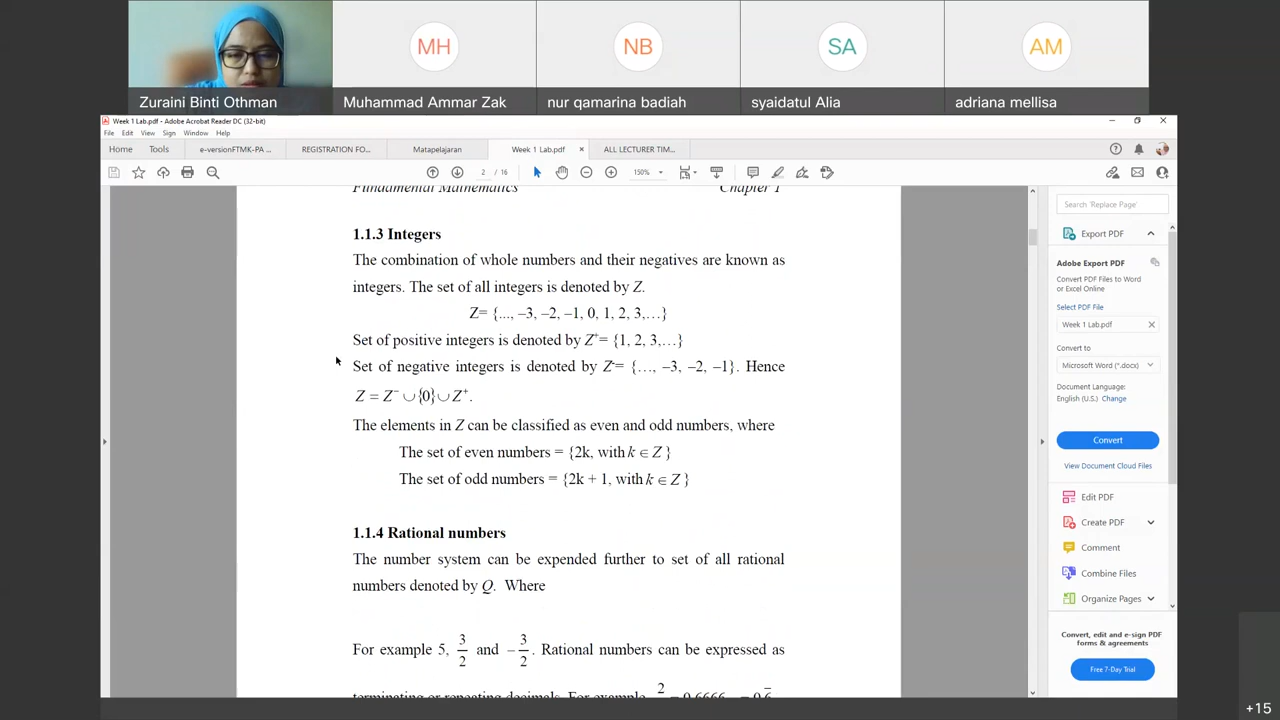 MH
NB
SA
AM
Zuraini Binti Othman
Muhammad Ammar Zak
nur qamarina badiah
syaidatul Alia
adriana mellisa
Week 1 Lab.pdf - Adobe Acrobat Reader DC (32-bit)
File Edit View Sign Window Help
Home Tools e-versionFTMK-PA ... REGISTRATION FO... Matapelajaran Week 1 Lab.pdf × ALL LECTURER TIM...
2 / 16 150%
Fundamental Mathematics Chapter 1
1.1.3 Integers
The combination of whole numbers and their negatives are known as
integers. The set of all integers is denoted by Z.
Z= {..., –3, –2, –1, 0, 1, 2, 3,…}
Set of positive integers is denoted by Z⁺= {1, 2, 3,…}
Set of negative integers is denoted by Z⁻= {…, –3, –2, –1}. Hence
Z = Z⁻ ∪ {0} ∪ Z⁺.
The elements in Z can be classified as even and odd numbers, where
The set of even numbers = {2k, with k ∈ Z }
The set of odd numbers = {2k + 1, with k ∈ Z }
1.1.4 Rational numbers
The number system can be expended further to set of all rational
numbers denoted by Q. Where
For example 5, 3/2 and –3/2. Rational numbers can be expressed as
terminating or repeating decimals. For example
Search 'Replace Page'
Export PDF
Adobe Export PDF
Convert PDF Files to Word
or Excel Online
Select PDF File
Week 1 Lab.pdf ×
Convert to
Microsoft Word (*.docx)
Document Language:
English (U.S.) Change
Convert
View Document Cloud Files
Edit PDF
Create PDF
Comment
Combine Files
Organize Pages
Convert, edit and e-sign PDF
forms & agreements
Free 7-Day Trial
+15